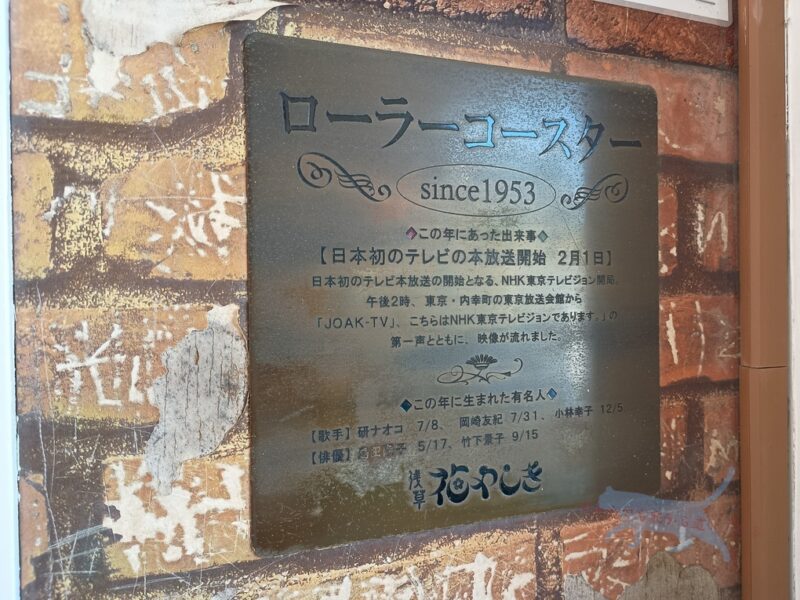 ローラーコースター
since1953
◆この年にあった出来事◆
【日本初のテレビの本放送開始 2月1日】
日本初のテレビ本放送の開始となる、NHK東京テレビジョン開局。
午後2時、東京・内幸町の東京放送会館から
「JOAK-TV」、こちらはNHK東京テレビジョンであります。」の
第一声とともに、映像が流れました。
◆この年に生まれた有名人◆
【歌手】研ナオコ 7/8、岡崎友紀 7/31、小林幸子 12/5
【俳優】 5/17、竹下景子 9/15
浅草 花やしき